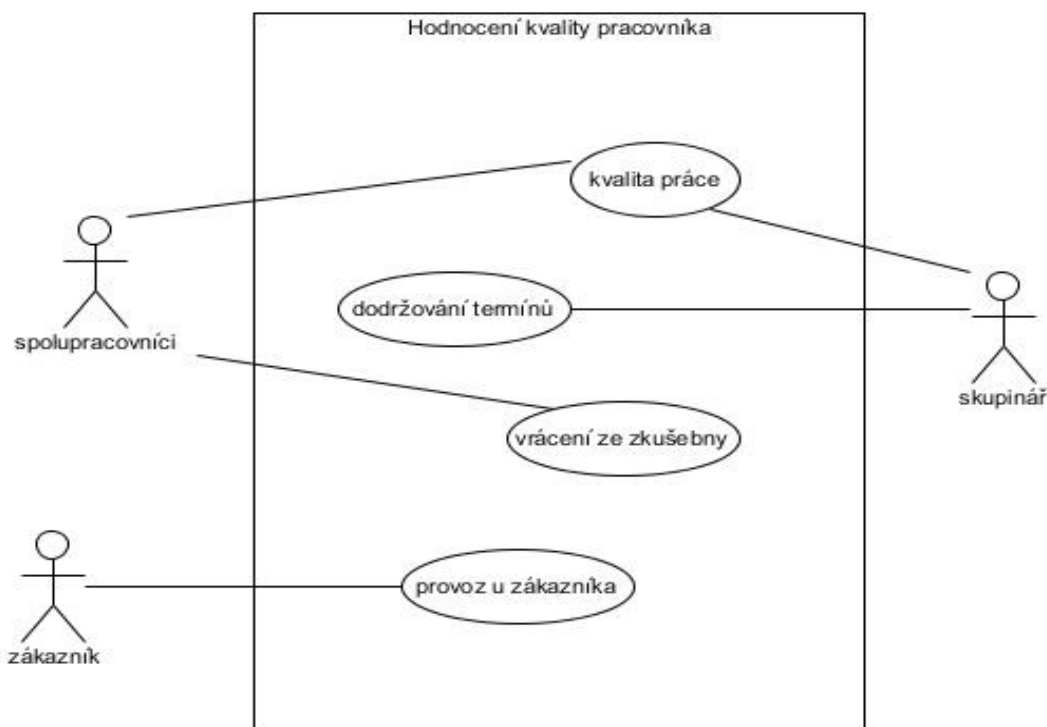 Hodnocení kvality pracovníka
kvalita práce
spolupracovníci
dodržování termínů
skupinář
vrácení ze zkušebny
provoz u zákazníka
zákazník